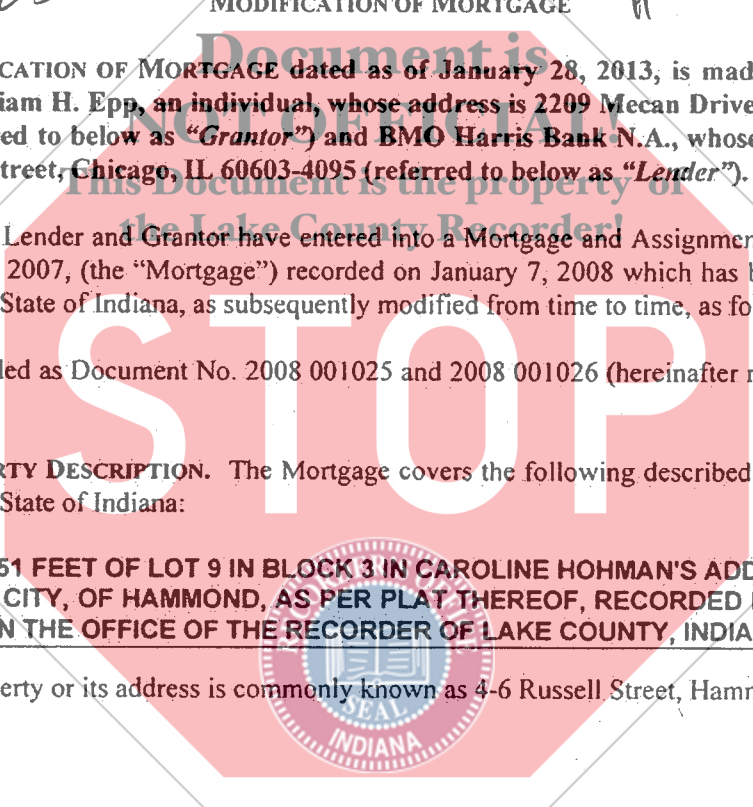 MODIFICATION OF MORTGAGE
Document is
CATION OF MORTGAGE dated as of January 28, 2013, is mad
iam H. Epp, an individual, whose address is 2209 Mecan Drive
NOT OFFICIAL!
ed to below as "Grantor") and BMO Harris Bank N.A., whose
treet, Chicago, IL 60603-4095 (referred to below as "Lender").
This Document is the property of
the Lake County Recorder!
Lender and Grantor have entered into a Mortgage and Assignmen
2007, (the "Mortgage") recorded on January 7, 2008 which has b
State of Indiana, as subsequently modified from time to time, as fo
STOP
led as Document No. 2008 001025 and 2008 001026 (hereinafter r
RTY DESCRIPTION. The Mortgage covers the following described
State of Indiana:
51 FEET OF LOT 9 IN BLOCK 3 IN CAROLINE HOHMAN'S ADD
CITY, OF HAMMOND, AS PER PLAT THEREOF, RECORDED
N THE OFFICE OF THE RECORDER OF LAKE COUNTY, INDIA
erty or its address is commonly known as 4-6 Russell Street, Hamm
SEAL
INDIANA